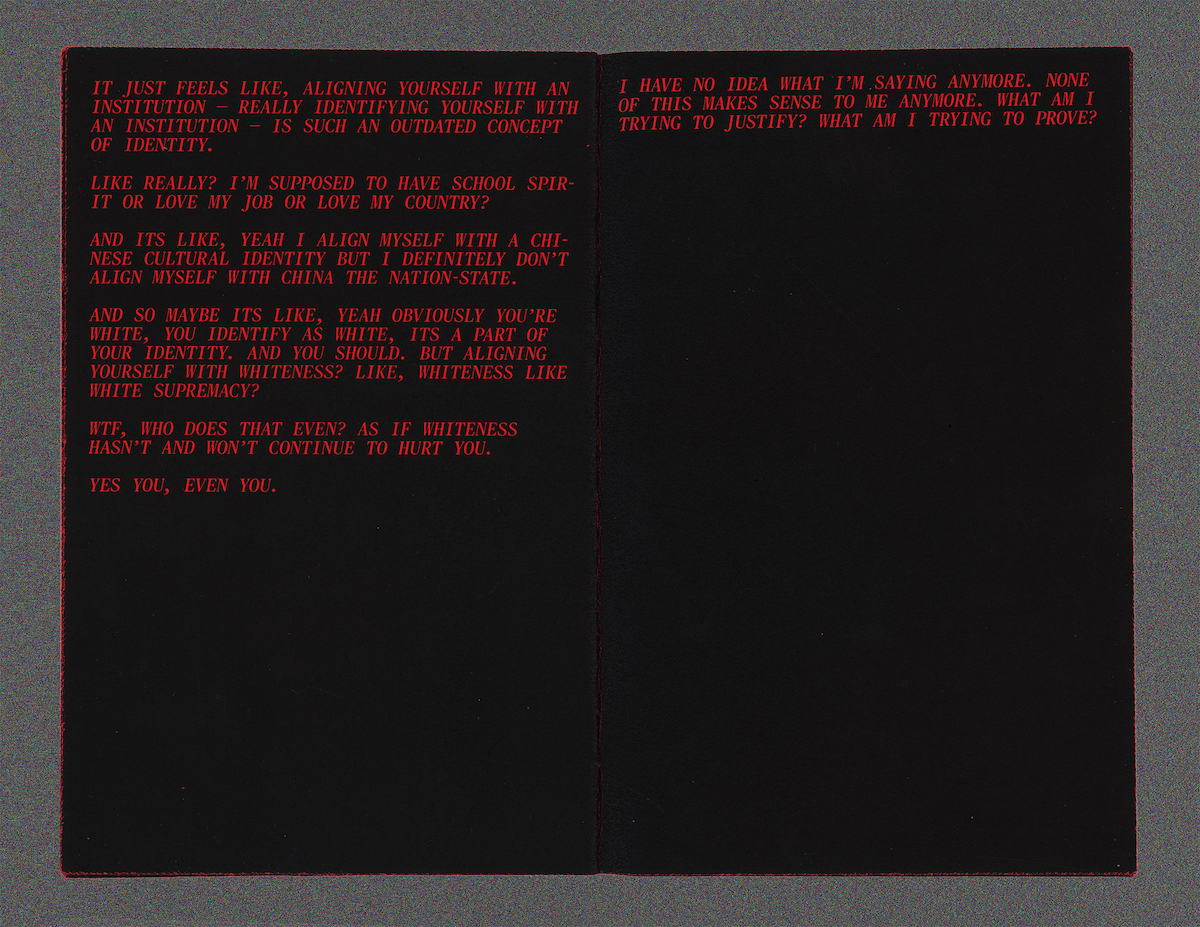 IT JUST FEELS LIKE, ALIGNING YOURSELF WITH AN
INSTITUTION — REALLY IDENTIFYING YOURSELF WITH
AN INSTITUTION — IS SUCH AN OUTDATED CONCEPT
OF IDENTITY.
LIKE REALLY? I'M SUPPOSED TO HAVE SCHOOL SPIR-
IT OR LOVE MY JOB OR LOVE MY COUNTRY?
AND ITS LIKE, YEAH I ALIGN MYSELF WITH A CHI-
NESE CULTURAL IDENTITY BUT I DEFINITELY DON'T
ALIGN MYSELF WITH CHINA THE NATION-STATE.
AND SO MAYBE ITS LIKE, YEAH OBVIOUSLY YOU'RE
WHITE, YOU IDENTIFY AS WHITE, ITS A PART OF
YOUR IDENTITY. AND YOU SHOULD. BUT ALIGNING
YOURSELF WITH WHITENESS? LIKE, WHITENESS LIKE
WHITE SUPREMACY?
WTF, WHO DOES THAT EVEN? AS IF WHITENESS
HASN'T AND WON'T CONTINUE TO HURT YOU.
YES YOU, EVEN YOU.
I HAVE NO IDEA WHAT I'M SAYING ANYMORE. NONE
OF THIS MAKES SENSE TO ME ANYMORE. WHAT AM I
TRYING TO JUSTIFY? WHAT AM I TRYING TO PROVE?